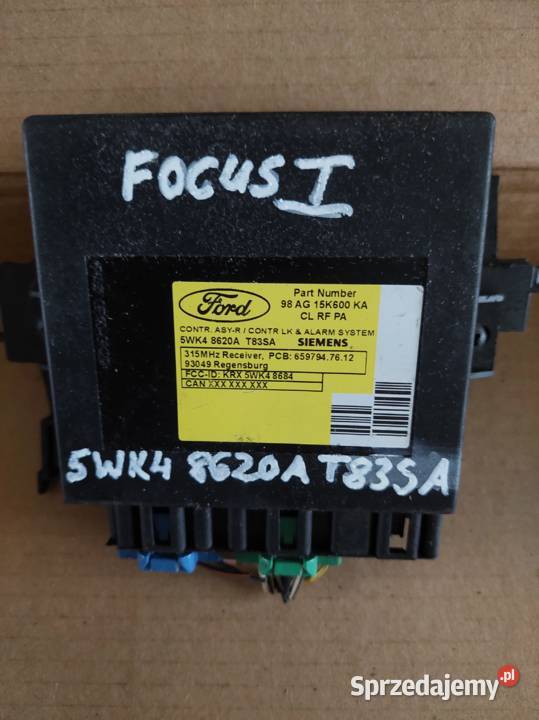 FOCUS I
Ford
Part Number
98 AG 15K600 KA
CL RF PA
CONTR. ASY-R / CONTR LK & ALARM SYSTEM
5WK4 8620A T83SA SIEMENS
315MHz Receiver, PCB: 659794.76.12
93049 Regensburg
FCC-ID: KRX 5WK4 8684
CAN XXX XXX XXX
5WK4 8620A T83SA
Sprzedajemy.pl